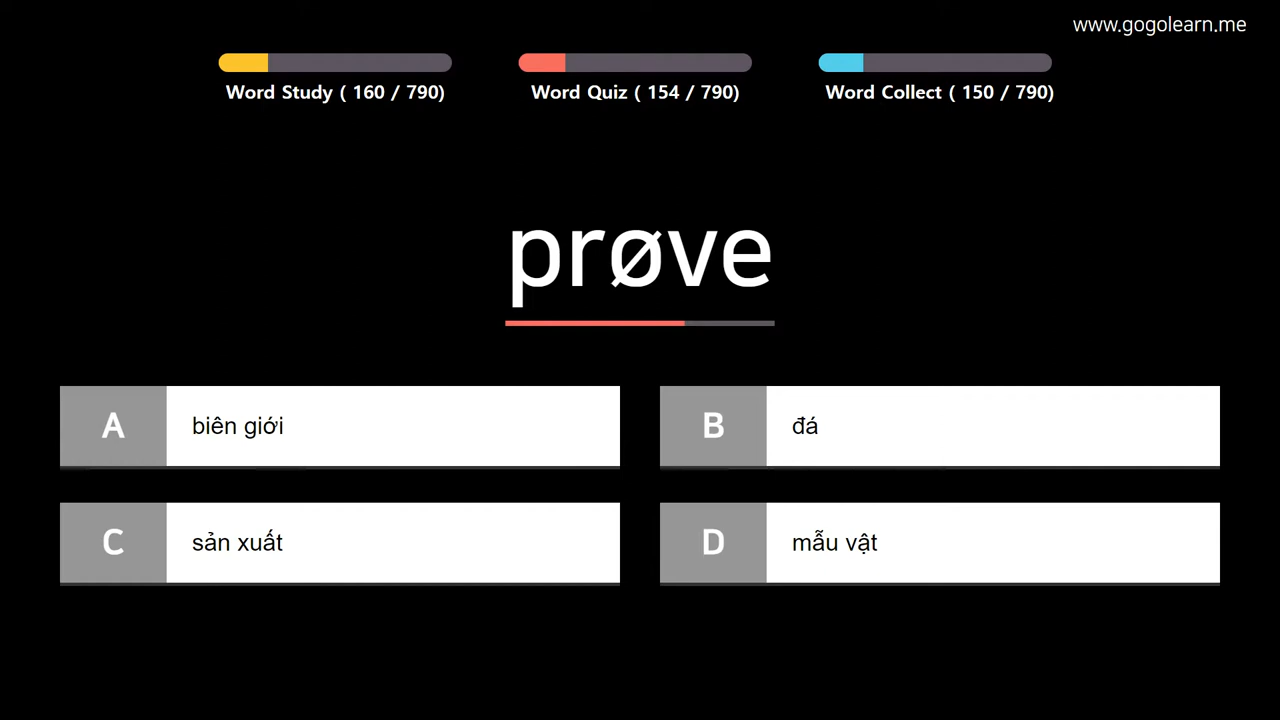 www.gogolearn.me
Word Study ( 160 / 790)
Word Quiz ( 154 / 790)
Word Collect ( 150 / 790)
prøve
A biên giới
B đá
C sản xuất
D mẫu vật